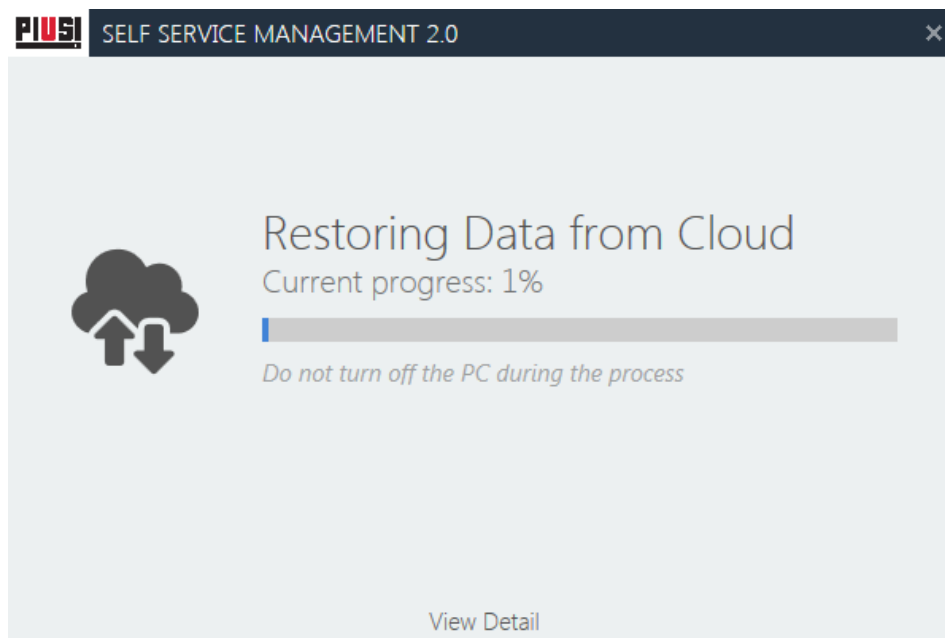 PIUSI SELF SERVICE MANAGEMENT 2.0
Restoring Data from Cloud
Current progress: 1%
Do not turn off the PC during the process
View Detail